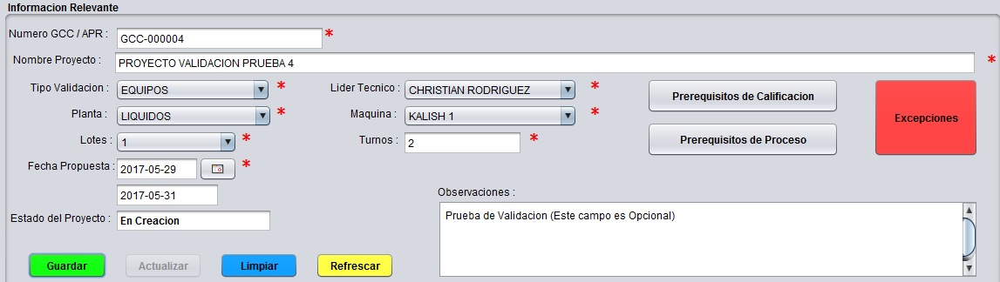 Informacion Relevante
Numero GCC / APR : GCC-000004 *
Nombre Proyecto : PROYECTO VALIDACION PRUEBA 4 *
Tipo Validacion : EQUIPOS * Lider Tecnico : CHRISTIAN RODRIGUEZ * Prerequisitos de Calificacion
Planta : LIQUIDOS * Maquina : KALISH 1 * Excepciones
Lotes : 1 * Turnos : 2 * Prerequisitos de Proceso
Fecha Propuesta : 2017-05-29 *
2017-05-31 Observaciones :
Estado del Proyecto : En Creacion Prueba de Validacion (Este campo es Opcional)
Guardar Actualizar Limpiar Refrescar